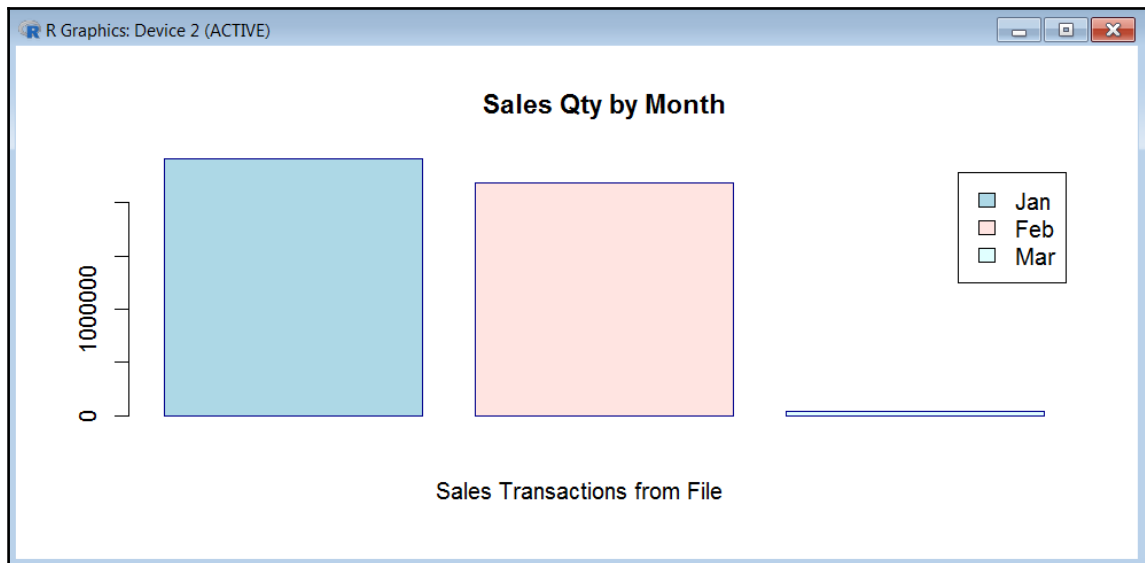 R Graphics: Device 2 (ACTIVE)
Sales Qty by Month
1000000
0
Jan
Feb
Mar
Sales Transactions from File